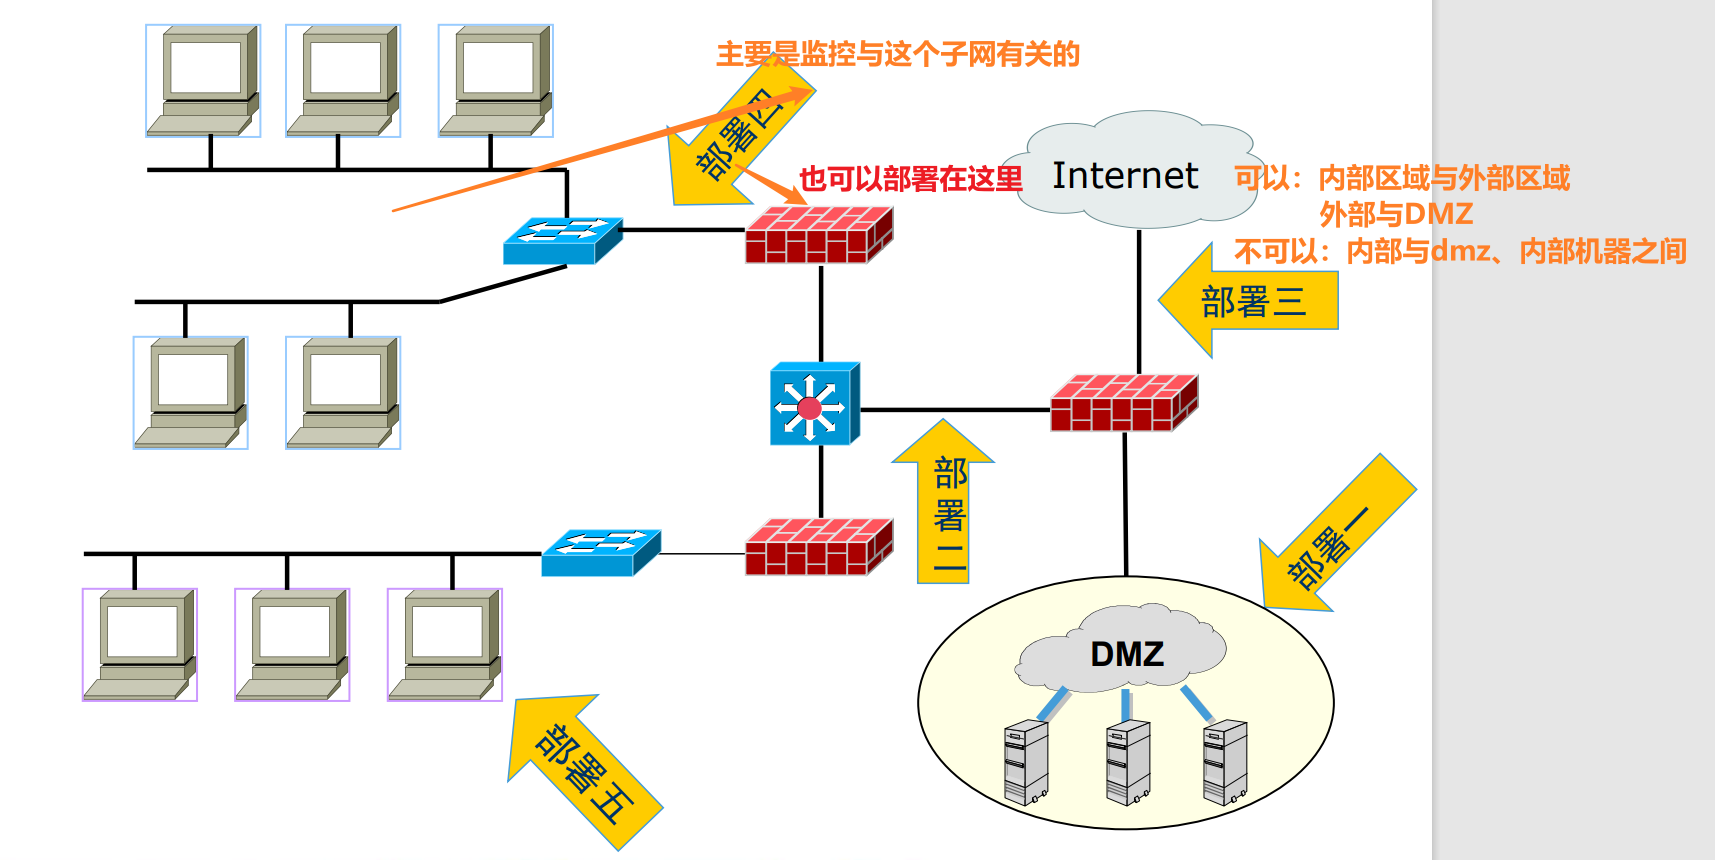 主要是监控与这个子网有关的
部署四
也可以部署在这里
Internet
可以：内部区域与外部区域
外部与DMZ
不可以：内部与dmz、内部机器之间
部署三
部署二
部署一
DMZ
部署五